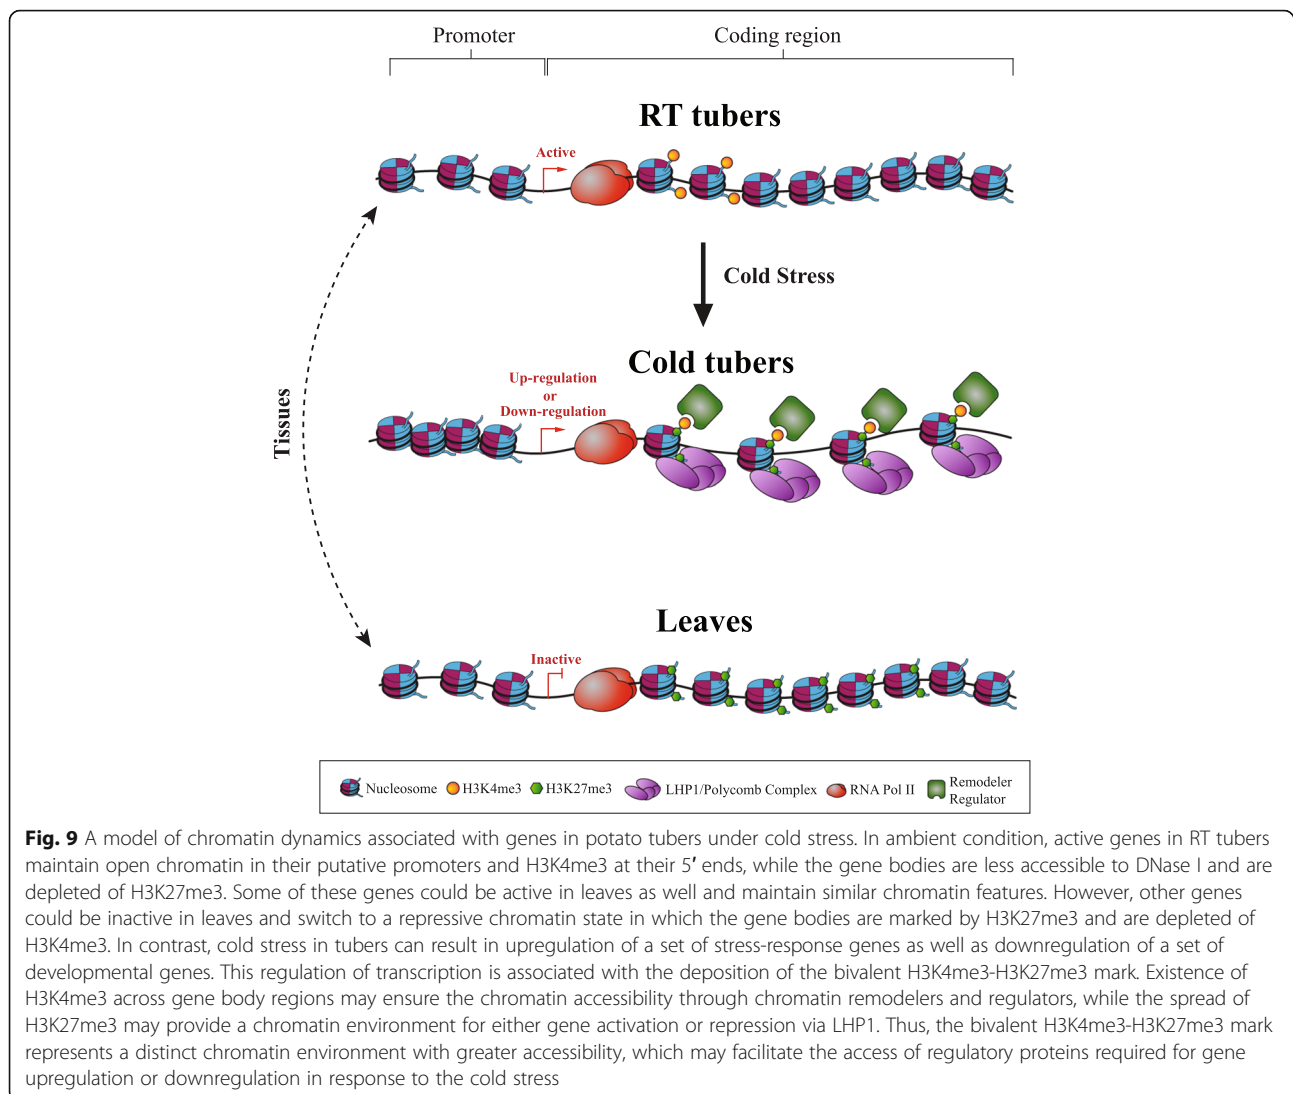 Promoter
Coding region
RT tubers
Active
Cold Stress
Cold tubers
Up-regulation
or
Down-regulation
Tissues
Leaves
Inactive
Nucleosome
H3K4me3
H3K27me3
LHP1/Polycomb Complex
RNA Pol II
Remodeler
Regulator
Fig. 9 A model of chromatin dynamics associated with genes in potato tubers under cold stress. In ambient condition, active genes in RT tubers
maintain open chromatin in their putative promoters and H3K4me3 at their 5′ ends, while the gene bodies are less accessible to DNase I and are
depleted of H3K27me3. Some of these genes could be active in leaves as well and maintain similar chromatin features. However, other genes
could be inactive in leaves and switch to a repressive chromatin state in which the gene bodies are marked by H3K27me3 and are depleted of
H3K4me3. In contrast, cold stress in tubers can result in upregulation of a set of stress-response genes as well as downregulation of a set of
developmental genes. This regulation of transcription is associated with the deposition of the bivalent H3K4me3-H3K27me3 mark. Existence of
H3K4me3 across gene body regions may ensure the chromatin accessibility through chromatin remodelers and regulators, while the spread of
H3K27me3 may provide a chromatin environment for either gene activation or repression via LHP1. Thus, the bivalent H3K4me3-H3K27me3 mark
represents a distinct chromatin environment with greater accessibility, which may facilitate the access of regulatory proteins required for gene
upregulation or downregulation in response to the cold stress